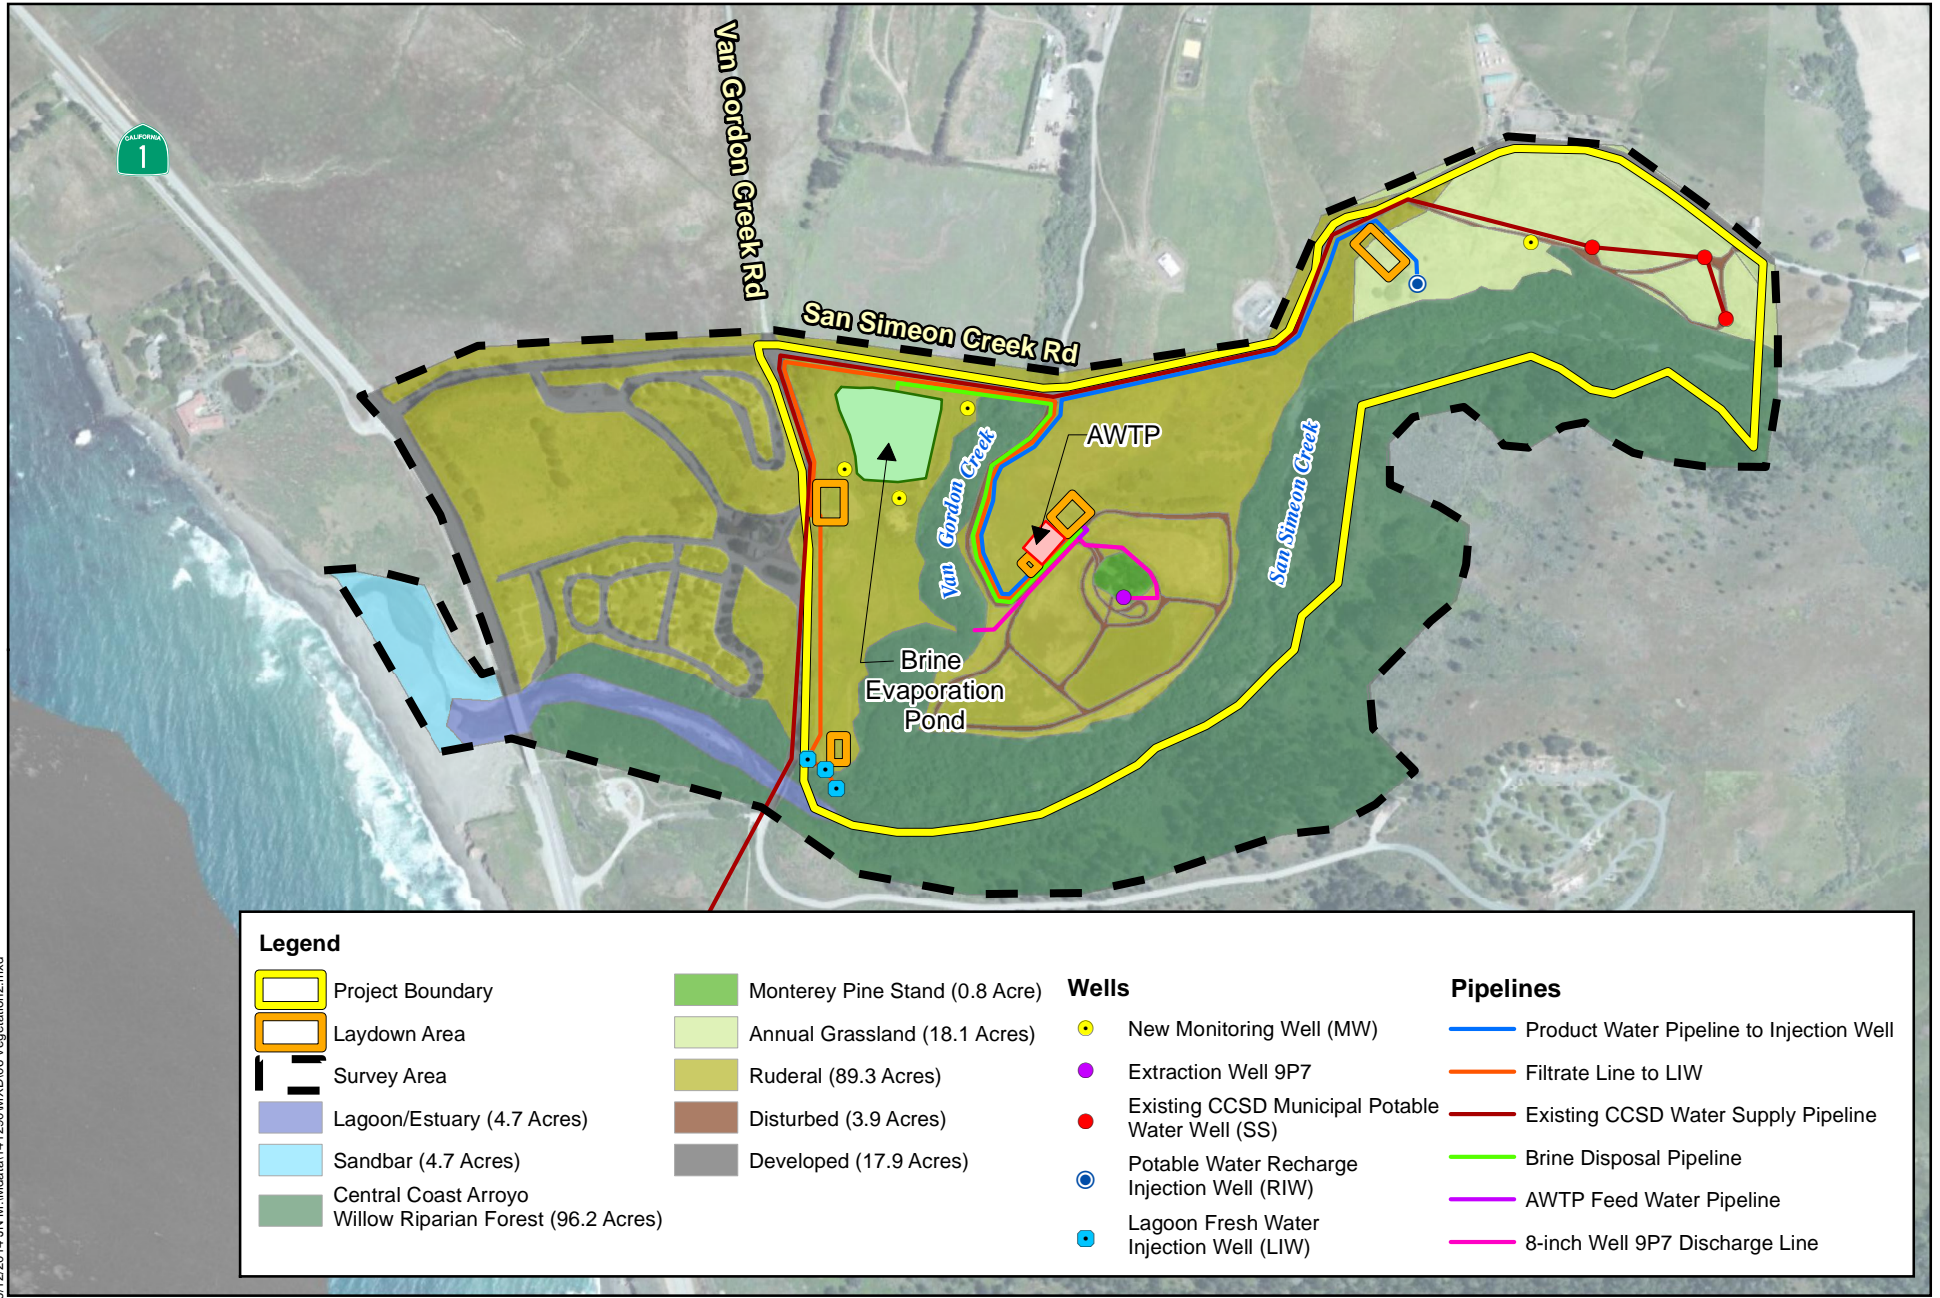 Van Gordon Creek Rd
CALIFORNIA
1
San Simeon Creek Rd
AWTP
Van Gordon Creek
San Simeon Creek
Brine
Evaporation
Pond
Legend
Project Boundary
Laydown Area
Survey Area
Lagoon/Estuary (4.7 Acres)
Sandbar (4.7 Acres)
Central Coast Arroyo
Willow Riparian Forest (96.2 Acres)
Monterey Pine Stand (0.8 Acre)
Annual Grassland (18.1 Acres)
Ruderal (89.3 Acres)
Disturbed (3.9 Acres)
Developed (17.9 Acres)
Wells
New Monitoring Well (MW)
Extraction Well 9P7
Existing CCSD Municipal Potable
Water Well (SS)
Potable Water Recharge
Injection Well (RIW)
Lagoon Fresh Water
Injection Well (LIW)
Pipelines
Product Water Pipeline to Injection Well
Filtrate Line to LIW
Existing CCSD Water Supply Pipeline
Brine Disposal Pipeline
AWTP Feed Water Pipeline
8-inch Well 9P7 Discharge Line